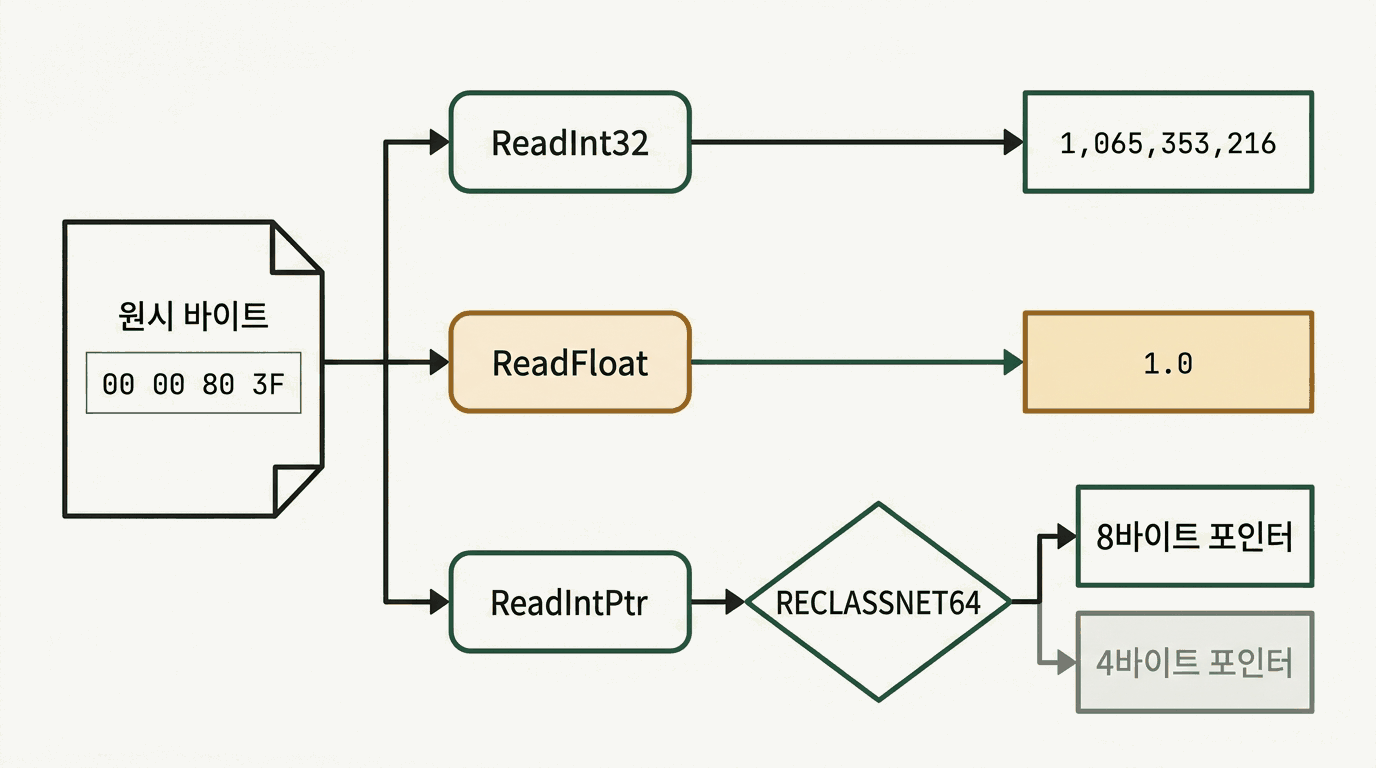 원시 바이트
00 00 80 3F
ReadInt32
1,065,353,216
ReadFloat
1.0
ReadIntPtr
RECLASSNET64
8바이트 포인터
4바이트 포인터